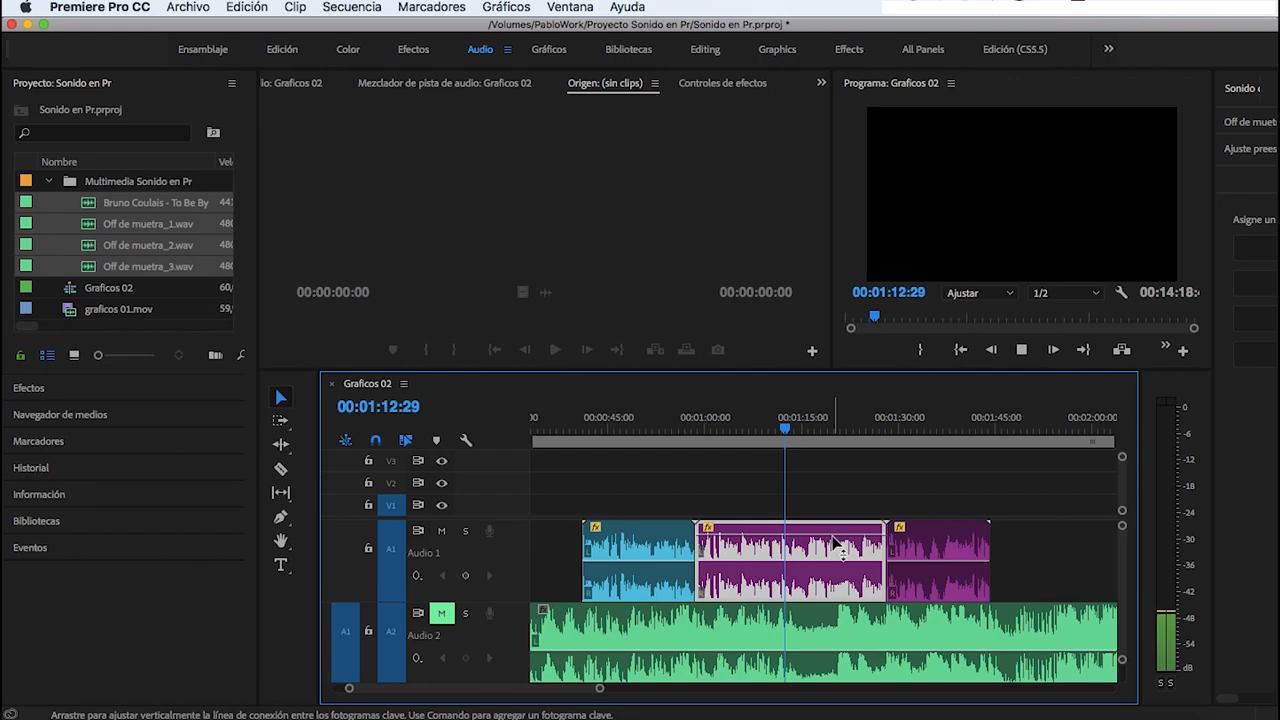 Premiere Pro CC Archivo Edición Clip Secuencia Marcadores Gráficos Ventana Ayuda
/Volumes/PabloWork/Proyecto Sonido en Pr/Sonido en Pr.prproj *
Ensamblaje Edición Color Efectos Audio Gráficos Bibliotecas Editing Graphics Effects All Panels Edición (CS5.5)
Proyecto: Sonido en Pr
io: Graficos 02 Mezclador de pista de audio: Graficos 02 Origen: (sin clips) Controles de efectos
Programa: Graficos 02
Sonido
Sonido en Pr.prproj
Off de muet
Ajuste prees
Nombre Vel
Multimedia Sonido en Pr
Bruno Coulais - To Be By 441
Off de muetra_1.wav 480
Off de muetra_2.wav 480
Off de muetra_3.wav 480
Graficos 02 60,
graficos 01.mov 59,
Asigne un
00:00:00:00 00:00:00:00
00:01:12:29 Ajustar 1/2 00:14:18:
Efectos
Navegador de medios
Marcadores
Historial
Información
Bibliotecas
Eventos
Graficos 02
00:01:12:29
00 00:00:45:00 00:01:00:00 00:01:15:00 00:01:30:00 00:01:45:00 00:02:00:00
V3
V2
V1
A1 M S
Audio 1
fx fx fx
L L L
R R R
A1 A2 M S
Audio 2
fx
L
0
-6
-12
-18
-24
-30
-36
-42
-48
-54
dB
S S
Arrastre para ajustar verticalmente la línea de conexión entre los fotogramas clave. Use Comando para agregar un fotograma clave.